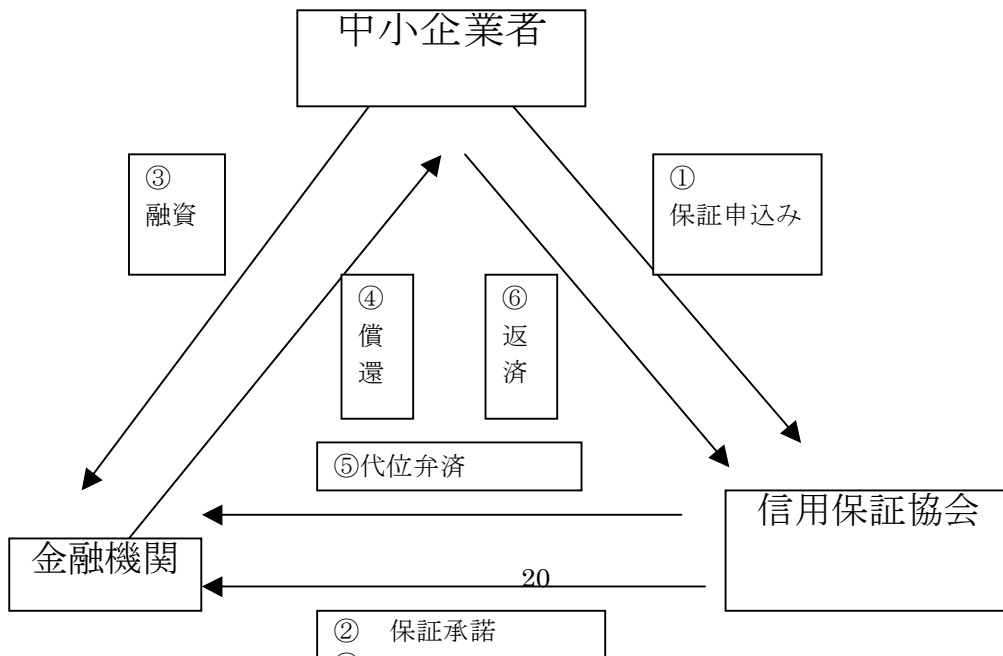 中小企業者
③
融資
①
保証申込み
④
償
還
⑥
返
済
⑤代位弁済
信用保証協会
金融機関
20
② 保証承諾